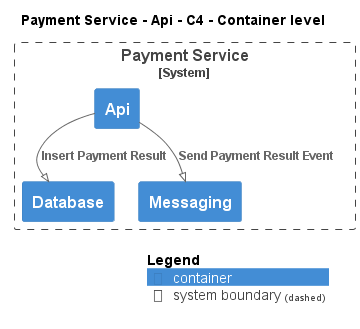 Payment Service - Api - C4 - Container level
Payment Service
[System]
Api
Insert Payment Result
Send Payment Result Event
Database
Messaging
Legend
container
system boundary (dashed)